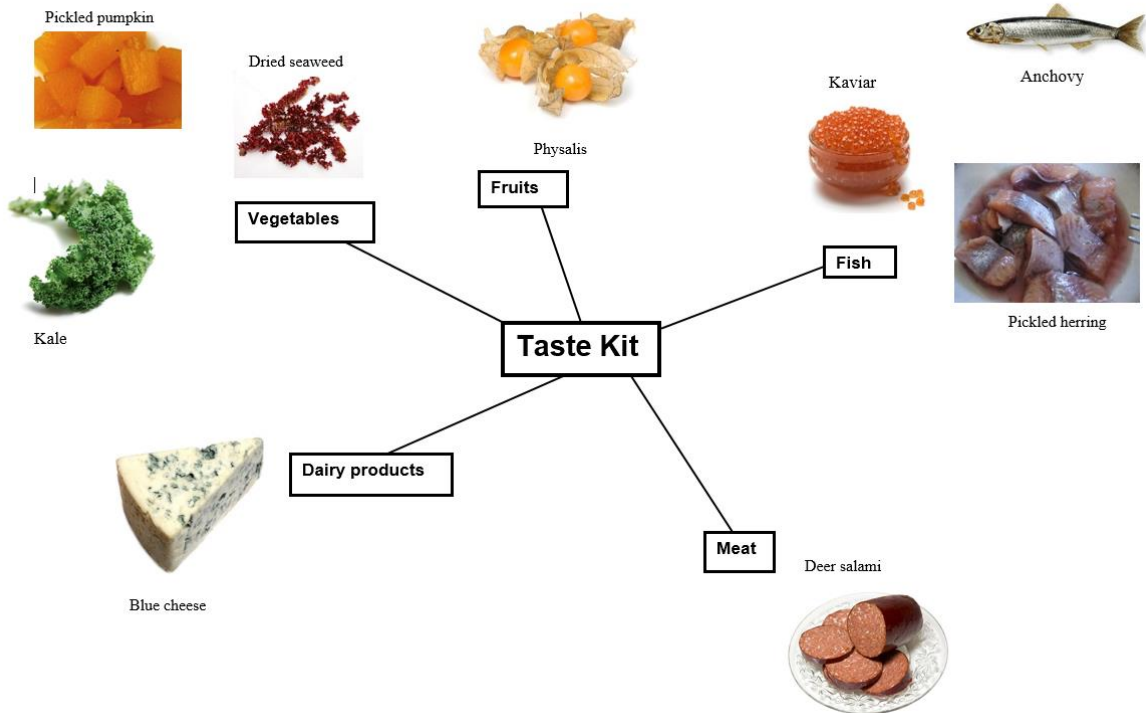 Pickled pumpkin
Dried seaweed
Physalis
Kaviar
Anchovy
Fruits
Vegetables
Fish
Kale
Pickled herring
Taste Kit
Dairy products
Meat
Deer salami
Blue cheese